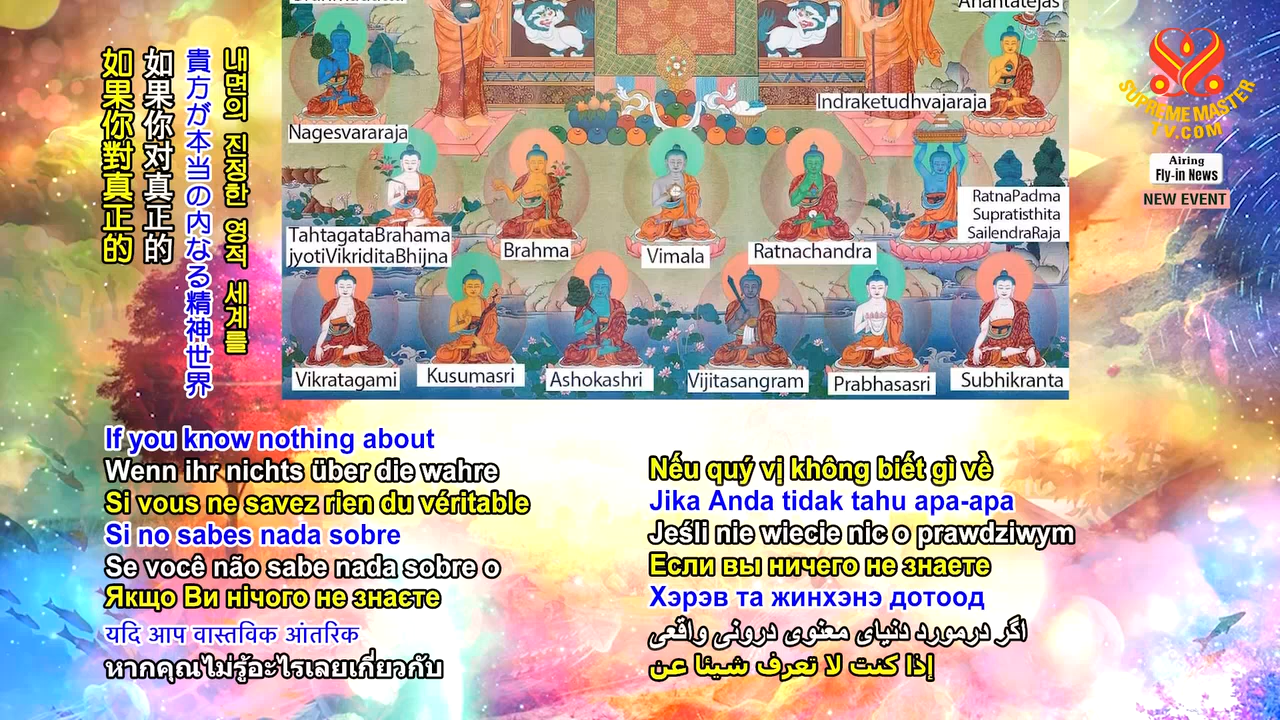 Anantatejas
Nagesvararaja
Indraketudhvajaraja
TahtagataBrahama
jyotiVikriditaBhijna
Brahma
Vimala
Ratnachandra
RatnaPadma
Supratisthita
SailendraRaja
Vikratagami
Kusumasri
Ashokashri
Vijitasangram
Prabhasasri
Subhikranta
SUPREME MASTER
TV.COM
Airing
Fly-in News
NEW EVENT
내면의 진정한 영적 세계를
貴方が本当の内なる精神世界
如果你对真正的
如果你對真正的
If you know nothing about
Wenn ihr nichts über die wahre
Si vous ne savez rien du véritable
Si no sabes nada sobre
Se você não sabe nada sobre o
Якщо Ви нічого не знаєте
यदि आप वास्तविक आंतरिक
หากคุณไม่รู้อะไรเลยเกี่ยวกับ
Nếu quý vị không biết gì về
Jika Anda tidak tahu apa-apa
Jeśli nie wiecie nic o prawdziwym
Если вы ничего не знаете
Хэрэв та жинхэнэ дотоод
اگر درمورد دنیای معنوی درونی واقعی
إذا كنت لا تعرف شيئا عن